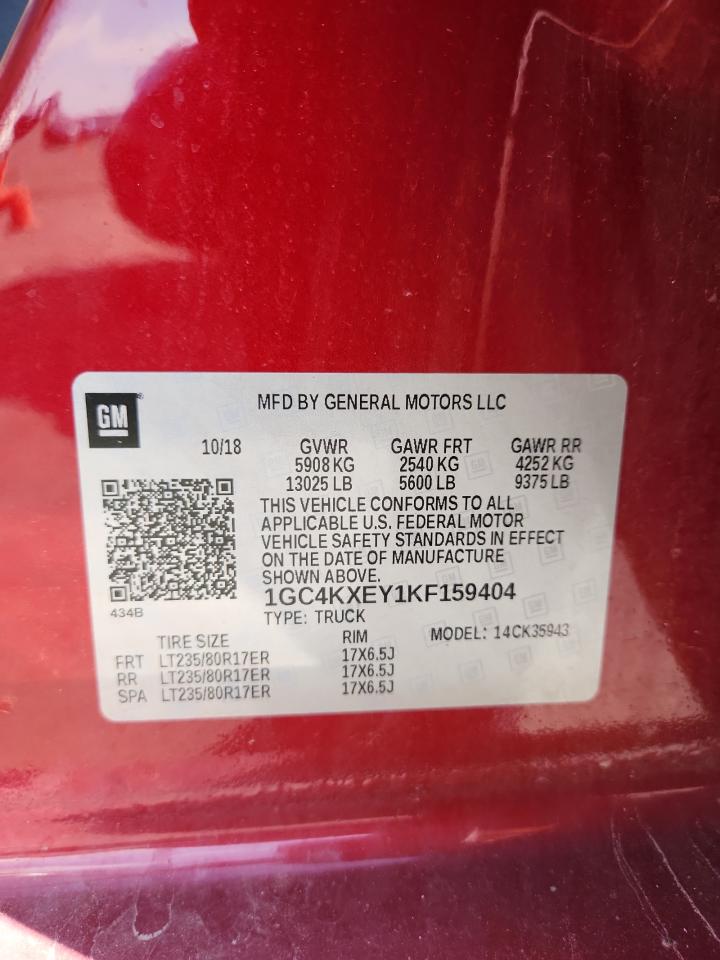 GM
MFD BY GENERAL MOTORS LLC
10/18 GVWR GAWR FRT GAWR RR
5908 KG 2540 KG 4252 KG
13025 LB 5600 LB 9375 LB
THIS VEHICLE CONFORMS TO ALL
APPLICABLE U.S. FEDERAL MOTOR
VEHICLE SAFETY STANDARDS IN EFFECT
ON THE DATE OF MANUFACTURE
SHOWN ABOVE.
434B
1GC4KXEY1KF159404
TYPE: TRUCK
TIRE SIZE RIM MODEL: 14CK35943
FRT LT235/80R17ER 17X6.5J
RR LT235/80R17ER 17X6.5J
SPA LT235/80R17ER 17X6.5J